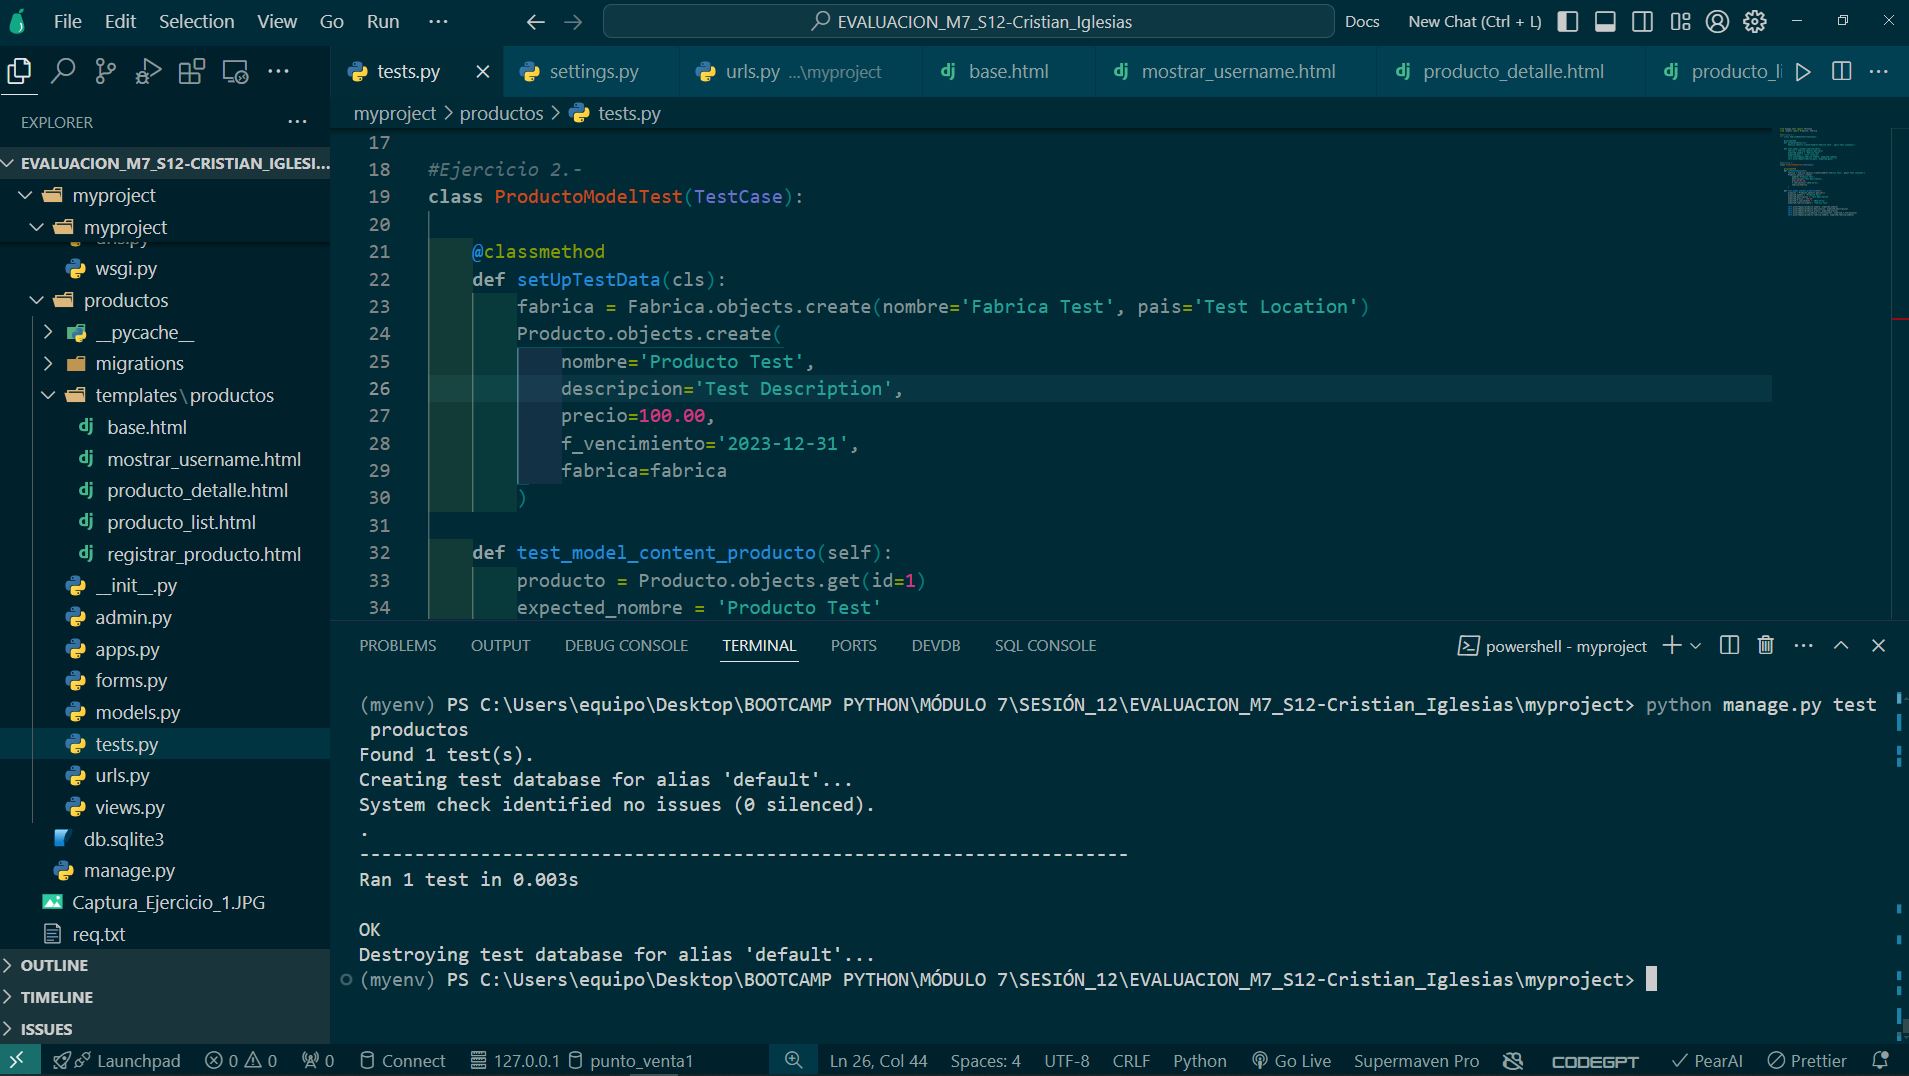 File Edit Selection View Go Run ···
EVALUACION_M7_S12-Cristian_Iglesias
Docs New Chat (Ctrl + L)
tests.py
settings.py
urls.py ...\myproject
base.html
mostrar_username.html
producto_detalle.html
producto_li
EXPLORER
EVALUACION_M7_S12-CRISTIAN_IGLESI...
myproject
myproject
urls.py
wsgi.py
productos
__pycache__
migrations
templates\productos
base.html
mostrar_username.html
producto_detalle.html
producto_list.html
registrar_producto.html
__init__.py
admin.py
apps.py
forms.py
models.py
tests.py
urls.py
views.py
db.sqlite3
manage.py
Captura_Ejercicio_1.JPG
req.txt
OUTLINE
TIMELINE
ISSUES
myproject > productos > tests.py
17
18 #Ejercicio 2.-
19 class ProductoModelTest(TestCase):
20
21 @classmethod
22 def setUpTestData(cls):
23 fabrica = Fabrica.objects.create(nombre='Fabrica Test', pais='Test Location')
24 Producto.objects.create(
25 nombre='Producto Test',
26 descripcion='Test Description',
27 precio=100.00,
28 f_vencimiento='2023-12-31',
29 fabrica=fabrica
30 )
31
32 def test_model_content_producto(self):
33 producto = Producto.objects.get(id=1)
34 expected_nombre = 'Producto Test'
PROBLEMS OUTPUT DEBUG CONSOLE TERMINAL PORTS DEVDB SQL CONSOLE
powershell - myproject
(myenv) PS C:\Users\equipo\Desktop\BOOTCAMP PYTHON\MÓDULO 7\SESIÓN_12\EVALUACION_M7_S12-Cristian_Iglesias\myproject> python manage.py test
productos
Found 1 test(s).
Creating test database for alias 'default'...
System check identified no issues (0 silenced).
.
----------------------------------------------------------------------
Ran 1 test in 0.003s
OK
Destroying test database for alias 'default'...
(myenv) PS C:\Users\equipo\Desktop\BOOTCAMP PYTHON\MÓDULO 7\SESIÓN_12\EVALUACION_M7_S12-Cristian_Iglesias\myproject>
Launchpad 0 0 0 Connect 127.0.0.1 punto_venta1 Ln 26, Col 44 Spaces: 4 UTF-8 CRLF Python Go Live Supermaven Pro CODEGPT PearAI Prettier